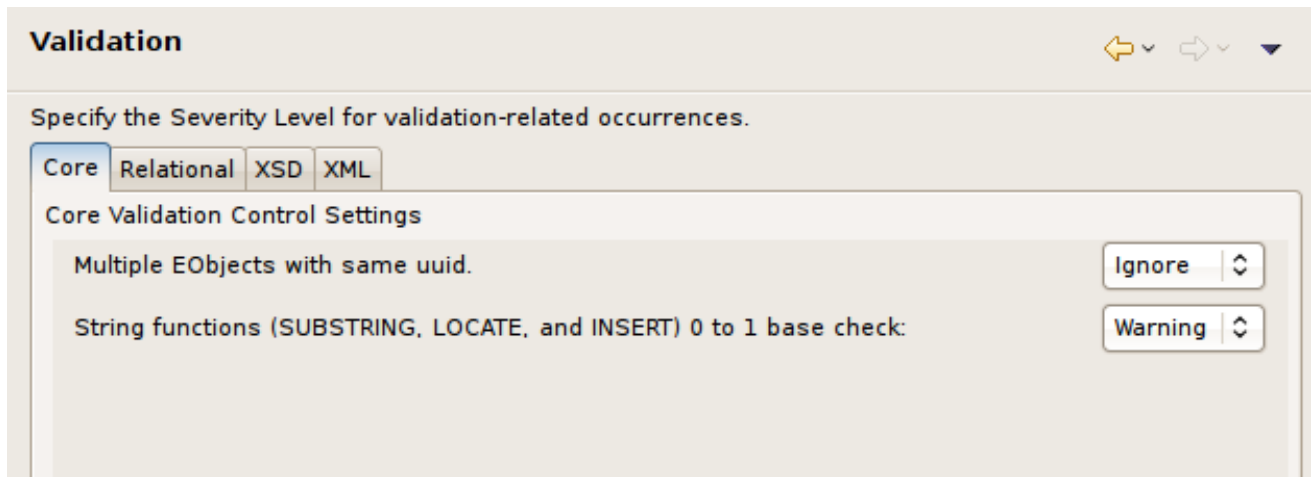 Validation
Specify the Severity Level for validation-related occurrences.
Core Relational XSD XML
Core Validation Control Settings
Multiple EObjects with same uuid. Ignore
String functions (SUBSTRING, LOCATE, and INSERT) 0 to 1 base check: Warning